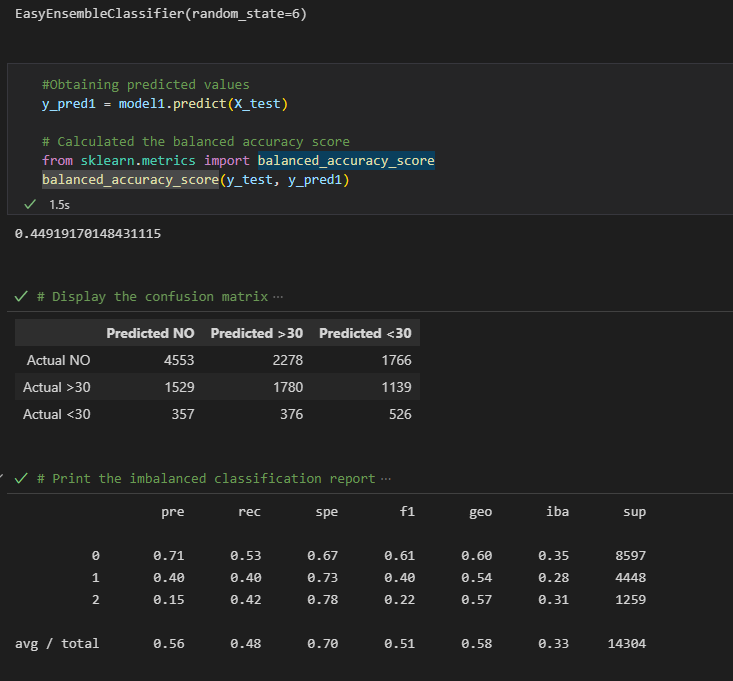 EasyEnsembleClassifier(random_state=6)
#Obtaining predicted values
y_pred1 = model1.predict(X_test)
# Calculated the balanced accuracy score
from sklearn.metrics import balanced_accuracy_score
balanced_accuracy_score(y_test, y_pred1)
1.5s
0.44919170148431115
# Display the confusion matrix ···
Predicted NO Predicted >30 Predicted <30
Actual NO 4553 2278 1766
Actual >30 1529 1780 1139
Actual <30 357 376 526
# Print the imbalanced classification report ···
pre rec spe f1 geo iba sup
0 0.71 0.53 0.67 0.61 0.60 0.35 8597
1 0.40 0.40 0.73 0.40 0.54 0.28 4448
2 0.15 0.42 0.78 0.22 0.57 0.31 1259
avg / total 0.56 0.48 0.70 0.51 0.58 0.33 14304